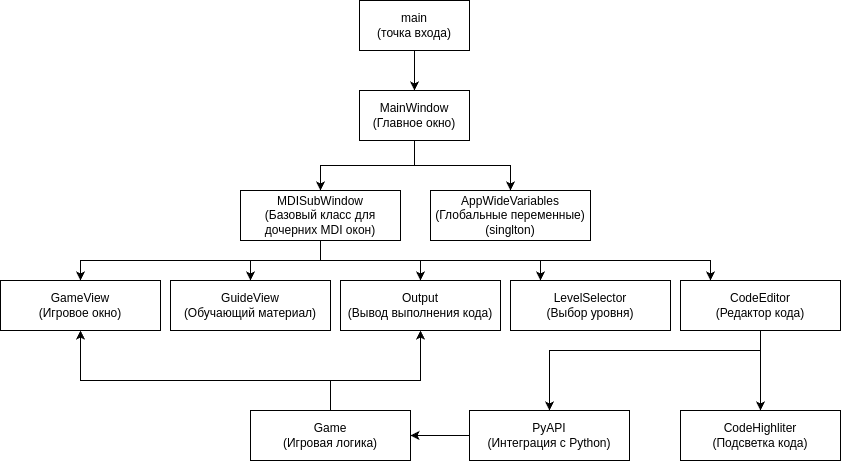 main
(точка входа)
MainWindow
(Главное окно)
MDISubWindow
(Базовый класс для
дочерних MDI окон)
AppWideVariables
(Глобальные переменные)
(singlton)
GameView
(Игровое окно)
GuideView
(Обучающий материал)
Output
(Вывод выполнения кода)
LevelSelector
(Выбор уровня)
CodeEditor
(Редактор кода)
Game
(Игровая логика)
PyAPI
(Интеграция с Python)
CodeHighliter
(Подсветка кода)